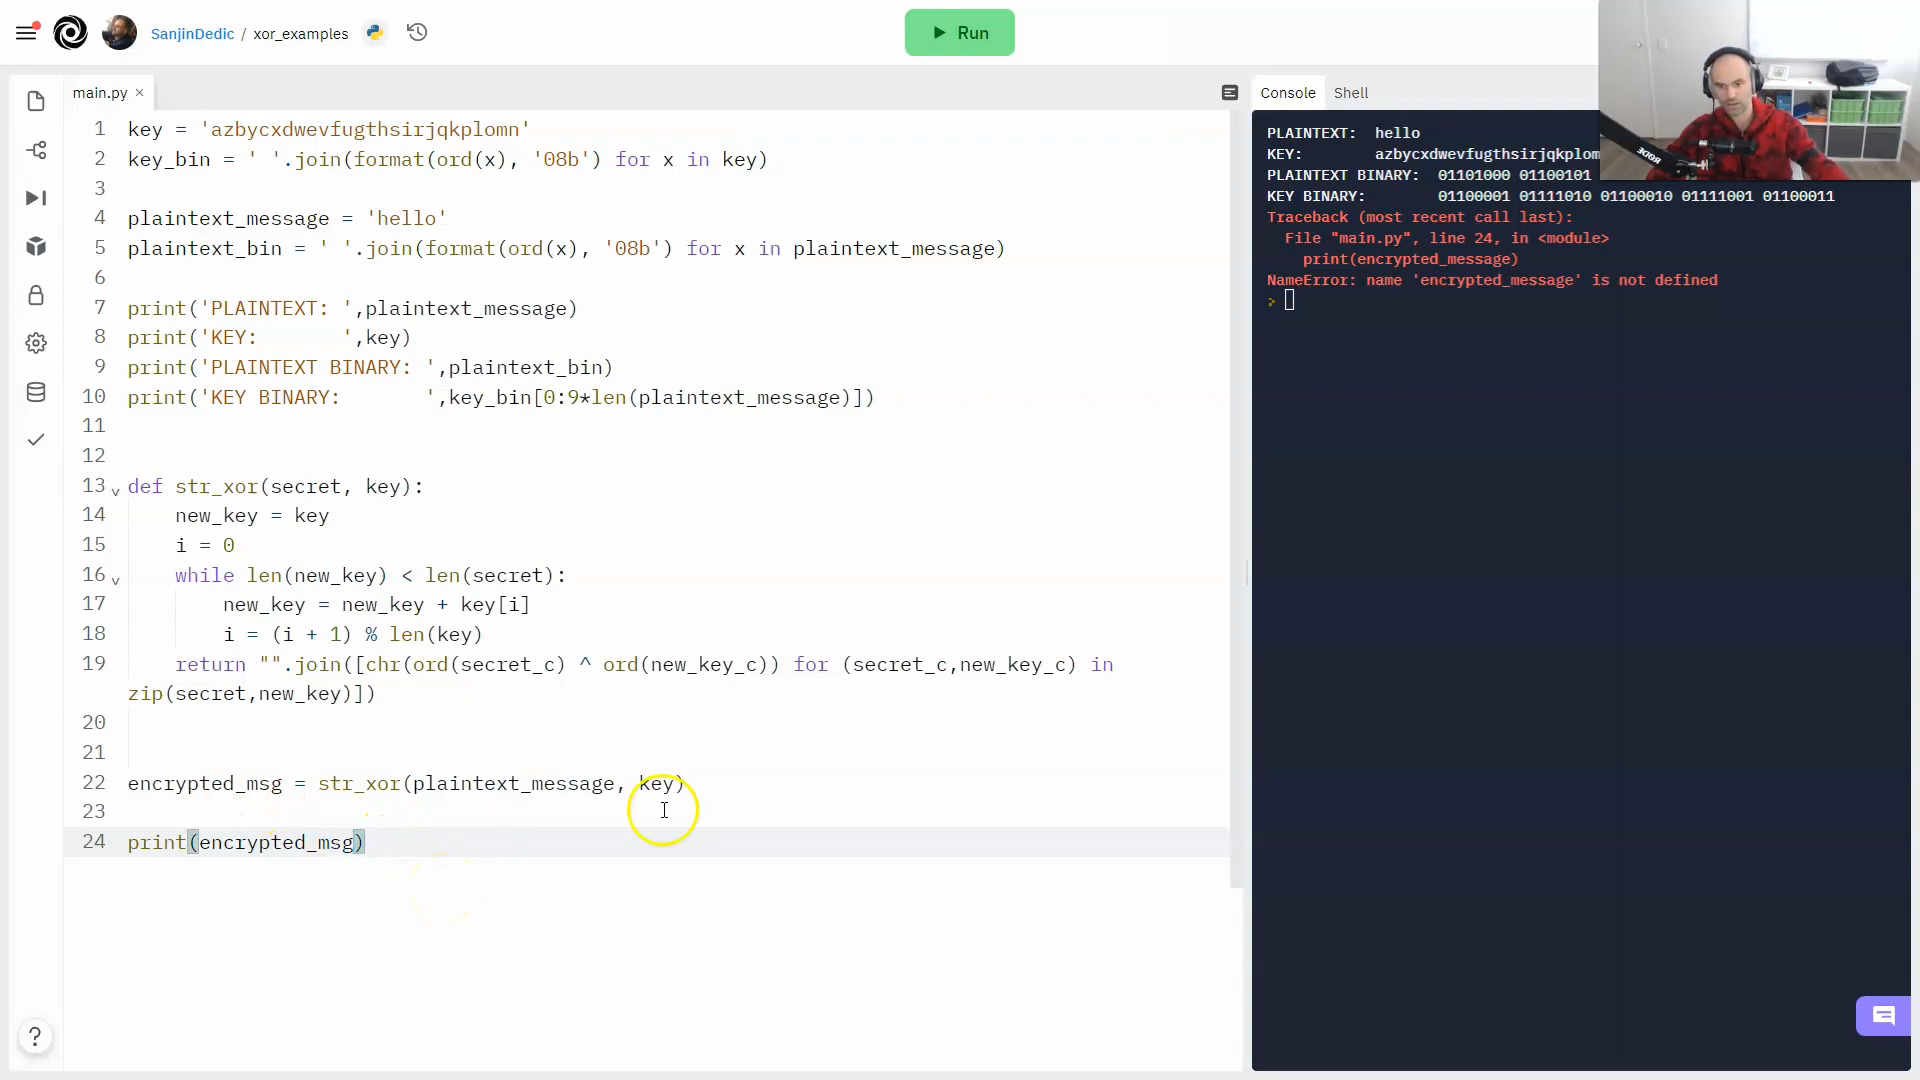 SanjinDedic / xor_examples
Run
main.py
Console Shell
1 key = 'azbycxdwevfugthsirjqkplomn'
2 key_bin = ' '.join(format(ord(x), '08b') for x in key)
3
4 plaintext_message = 'hello'
5 plaintext_bin = ' '.join(format(ord(x), '08b') for x in plaintext_message)
6
7 print('PLAINTEXT: ',plaintext_message)
8 print('KEY:       ',key)
9 print('PLAINTEXT BINARY: ',plaintext_bin)
10 print('KEY BINARY:       ',key_bin[0:9*len(plaintext_message)])
11
12
13 def str_xor(secret, key):
14 new_key = key
15 i = 0
16 while len(new_key) < len(secret):
17 new_key = new_key + key[i]
18 i = (i + 1) % len(key)
19 return "".join([chr(ord(secret_c) ^ ord(new_key_c)) for (secret_c,new_key_c) in
zip(secret,new_key)])
20
21
22 encrypted_msg = str_xor(plaintext_message, key)
23
24 print(encrypted_msg)
PLAINTEXT:  hello
KEY:        azbycxdwevfugthsirjqkplom
PLAINTEXT BINARY:  01101000 01100101
KEY BINARY:        01100001 01111010 01100010 01111001 01100011
Traceback (most recent call last):
File "main.py", line 24, in <module>
print(encrypted_message)
NameError: name 'encrypted_message' is not defined
>
RØDE
?